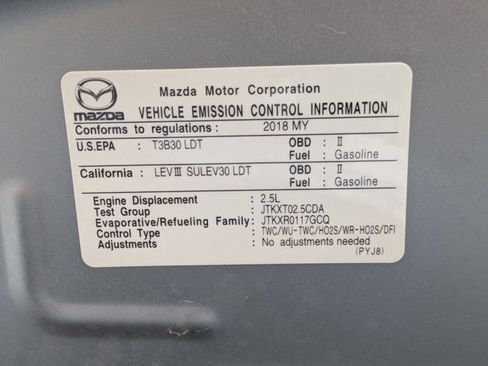 Mazda Motor Corporation
mazda
VEHICLE EMISSION CONTROL INFORMATION
Conforms to regulations : 2018 MY
U.S.EPA : T3B30 LDT OBD : II
Fuel : Gasoline
California : LEVIII SULEV30 LDT OBD : II
Fuel : Gasoline
Engine Displacement : 2.5L
Test Group : JTKXT02.5CDA
Evaporative/Refueling Family: JTKXR0117GCQ
Control Type : TWC/WU-TWC/HO2S/WR-HO2S/DFI
Adjustments : No adjustments needed
(PYJ8)